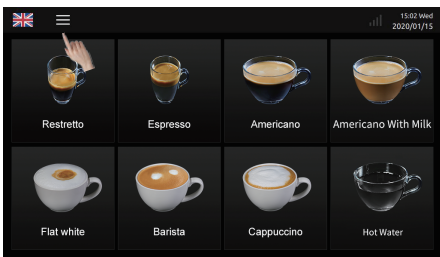 15:02 Wed
2020/01/15
Restretto
Espresso
Americano
Americano With Milk
Flat white
Barista
Cappuccino
Hot Water